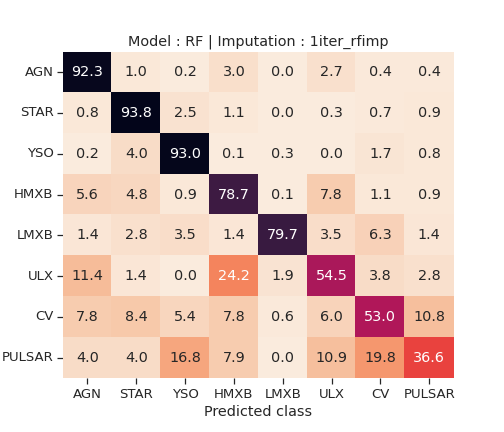 Model : RF | Imputation : 1iter_rfimp
AGN 92.3 1.0 0.2 3.0 0.0 2.7 0.4 0.4
STAR 0.8 93.8 2.5 1.1 0.0 0.3 0.7 0.9
YSO 0.2 4.0 93.0 0.1 0.3 0.0 1.7 0.8
HMXB 5.6 4.8 0.9 78.7 0.1 7.8 1.1 0.9
LMXB 1.4 2.8 3.5 1.4 79.7 3.5 6.3 1.4
ULX 11.4 1.4 0.0 24.2 1.9 54.5 3.8 2.8
CV 7.8 8.4 5.4 7.8 0.6 6.0 53.0 10.8
PULSAR 4.0 4.0 16.8 7.9 0.0 10.9 19.8 36.6
AGN STAR YSO HMXB LMXB ULX CV PULSAR
Predicted class